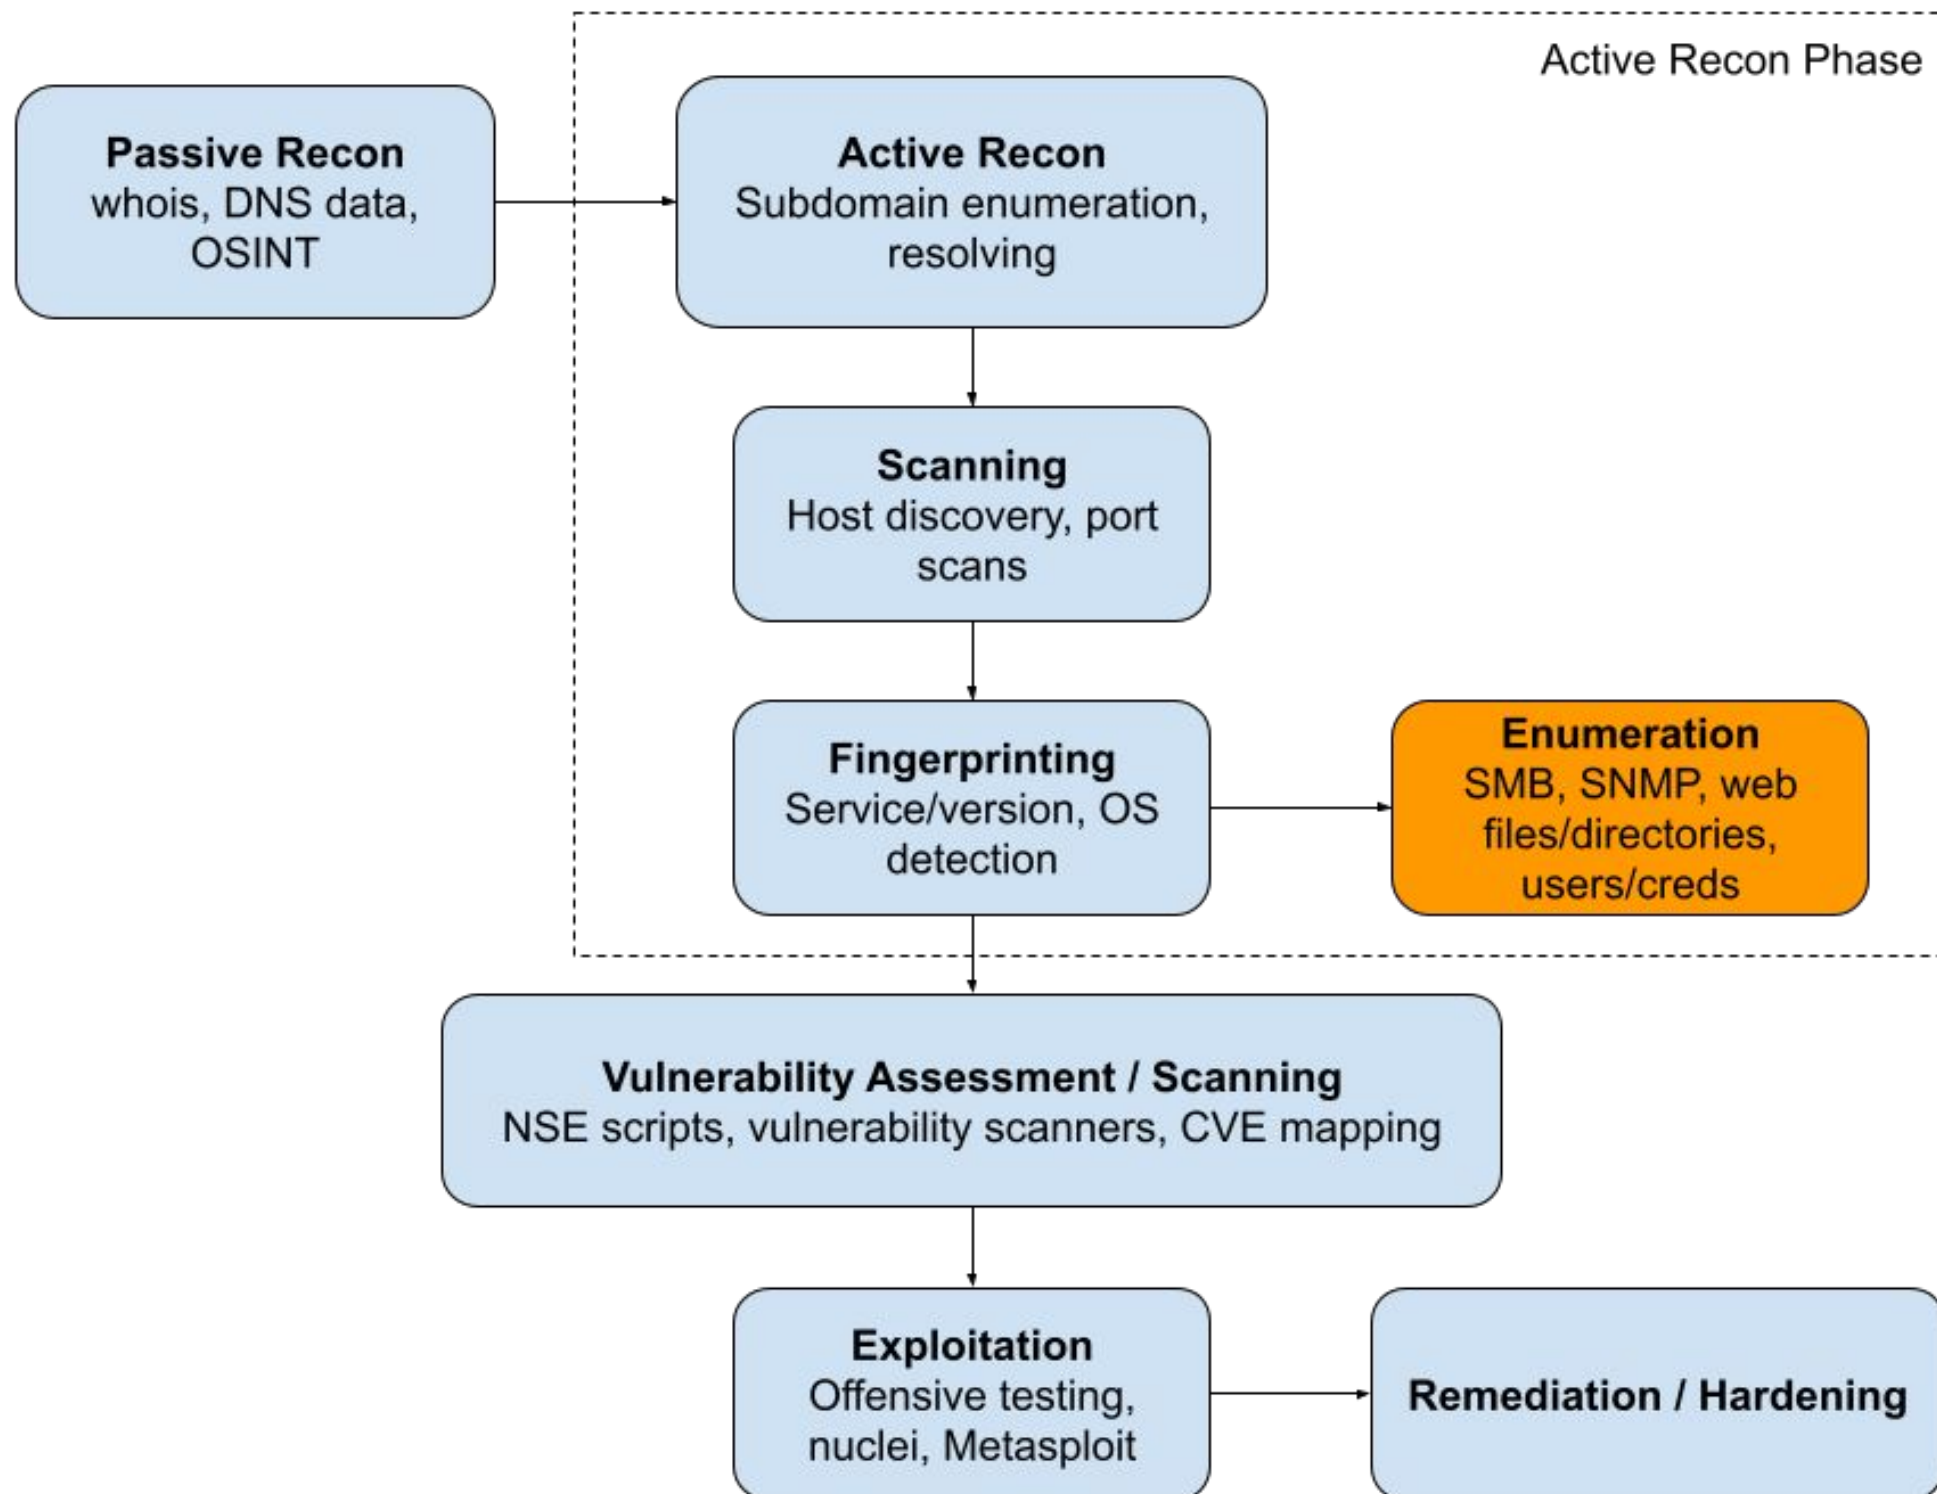 Active Recon Phase
Passive Recon
whois, DNS data,
OSINT
Active Recon
Subdomain enumeration,
resolving
Scanning
Host discovery, port
scans
Fingerprinting
Service/version, OS
detection
Enumeration
SMB, SNMP, web
files/directories,
users/creds
Vulnerability Assessment / Scanning
NSE scripts, vulnerability scanners, CVE mapping
Exploitation
Offensive testing,
nuclei, Metasploit
Remediation / Hardening